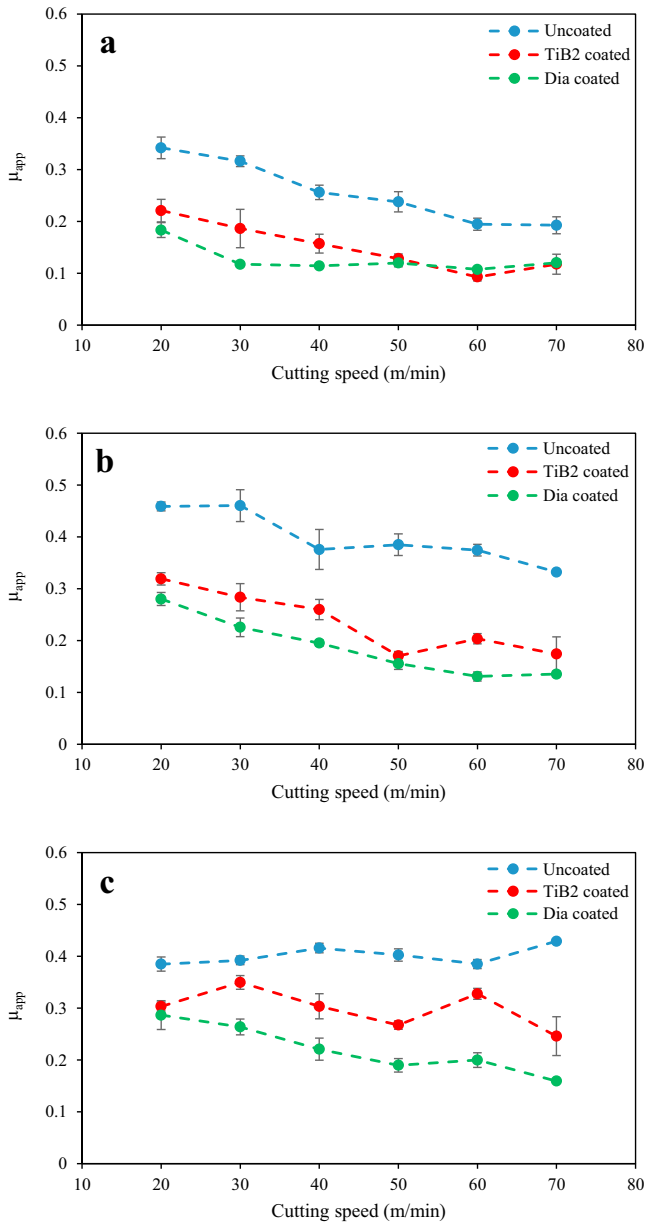 0.6
a
Uncoated
TiB2 coated
Dia coated
0.5
0.4
0.3
0.2
0.1
0
μapp
10 20 30 40 50 60 70 80
Cutting speed (m/min)
0.6
b
Uncoated
TiB2 coated
Dia coated
0.5
0.4
0.3
0.2
0.1
0
μapp
10 20 30 40 50 60 70 80
Cutting speed (m/min)
0.6
c
Uncoated
TiB2 coated
Dia coated
0.5
0.4
0.3
0.2
0.1
0
μapp
10 20 30 40 50 60 70 80
Cutting speed (m/min)